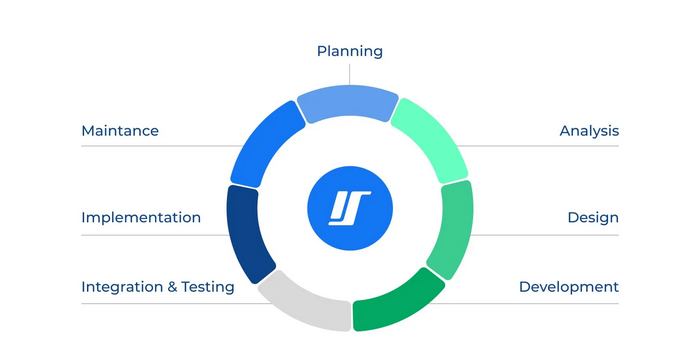 Planning
Maintance
Analysis
Implementation
Design
Integration & Testing
Development